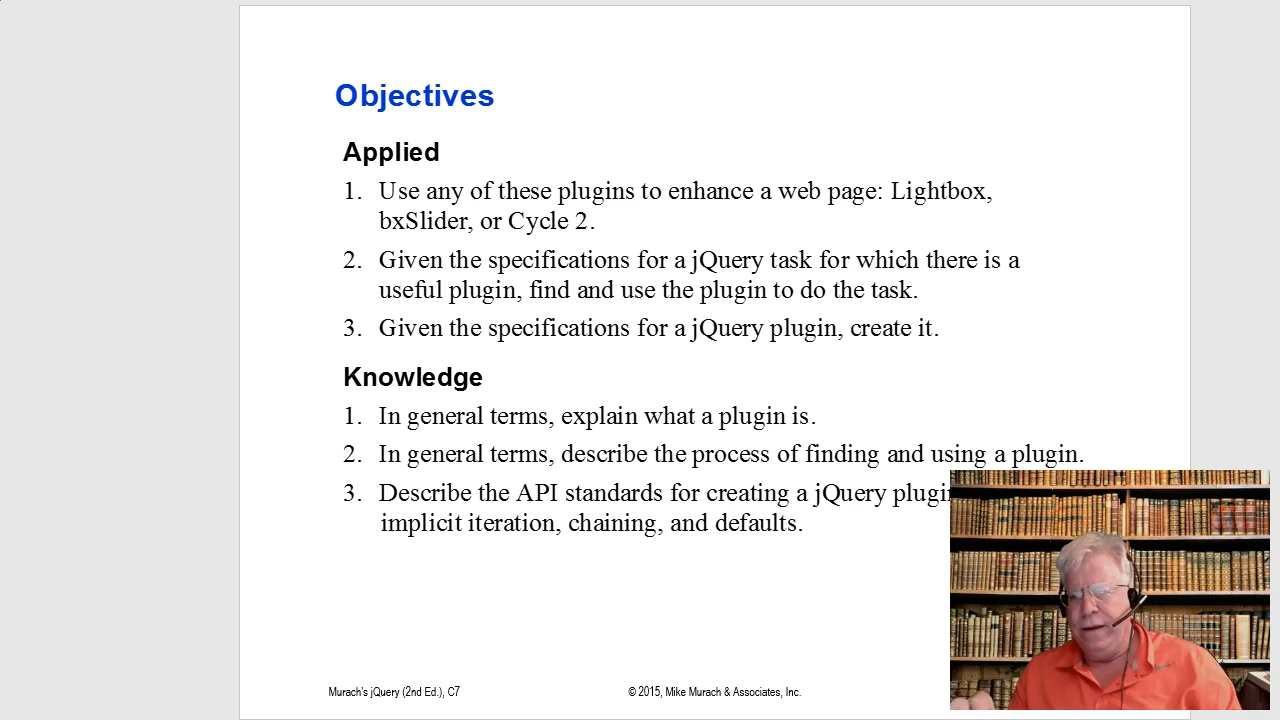 Objectives
Applied
1. Use any of these plugins to enhance a web page: Lightbox,
bxSlider, or Cycle 2.
2. Given the specifications for a jQuery task for which there is a
useful plugin, find and use the plugin to do the task.
3. Given the specifications for a jQuery plugin, create it.
Knowledge
1. In general terms, explain what a plugin is.
2. In general terms, describe the process of finding and using a plugin.
3. Describe the API standards for creating a jQuery
implicit iteration, chaining, and defaults.
Murach's jQuery (2nd Ed.), C7
© 2015, Mike Murach & Associates, Inc.